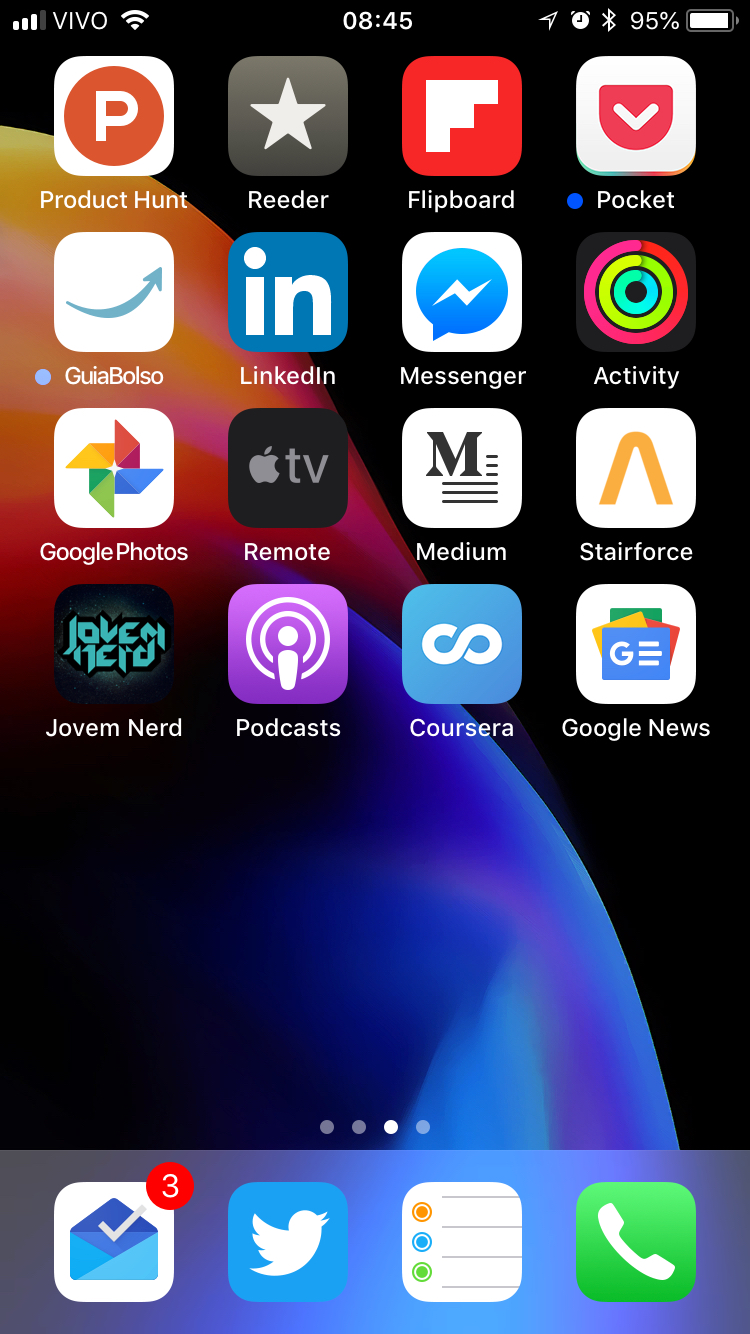 VIVO 08:45 95%
P
Product Hunt Reeder Flipboard Pocket
in
GuiaBolso LinkedIn Messenger Activity
tv M
Google Photos Remote Medium Stairforce
JOVEM
NERD
GE
Jovem Nerd Podcasts Coursera Google News
3